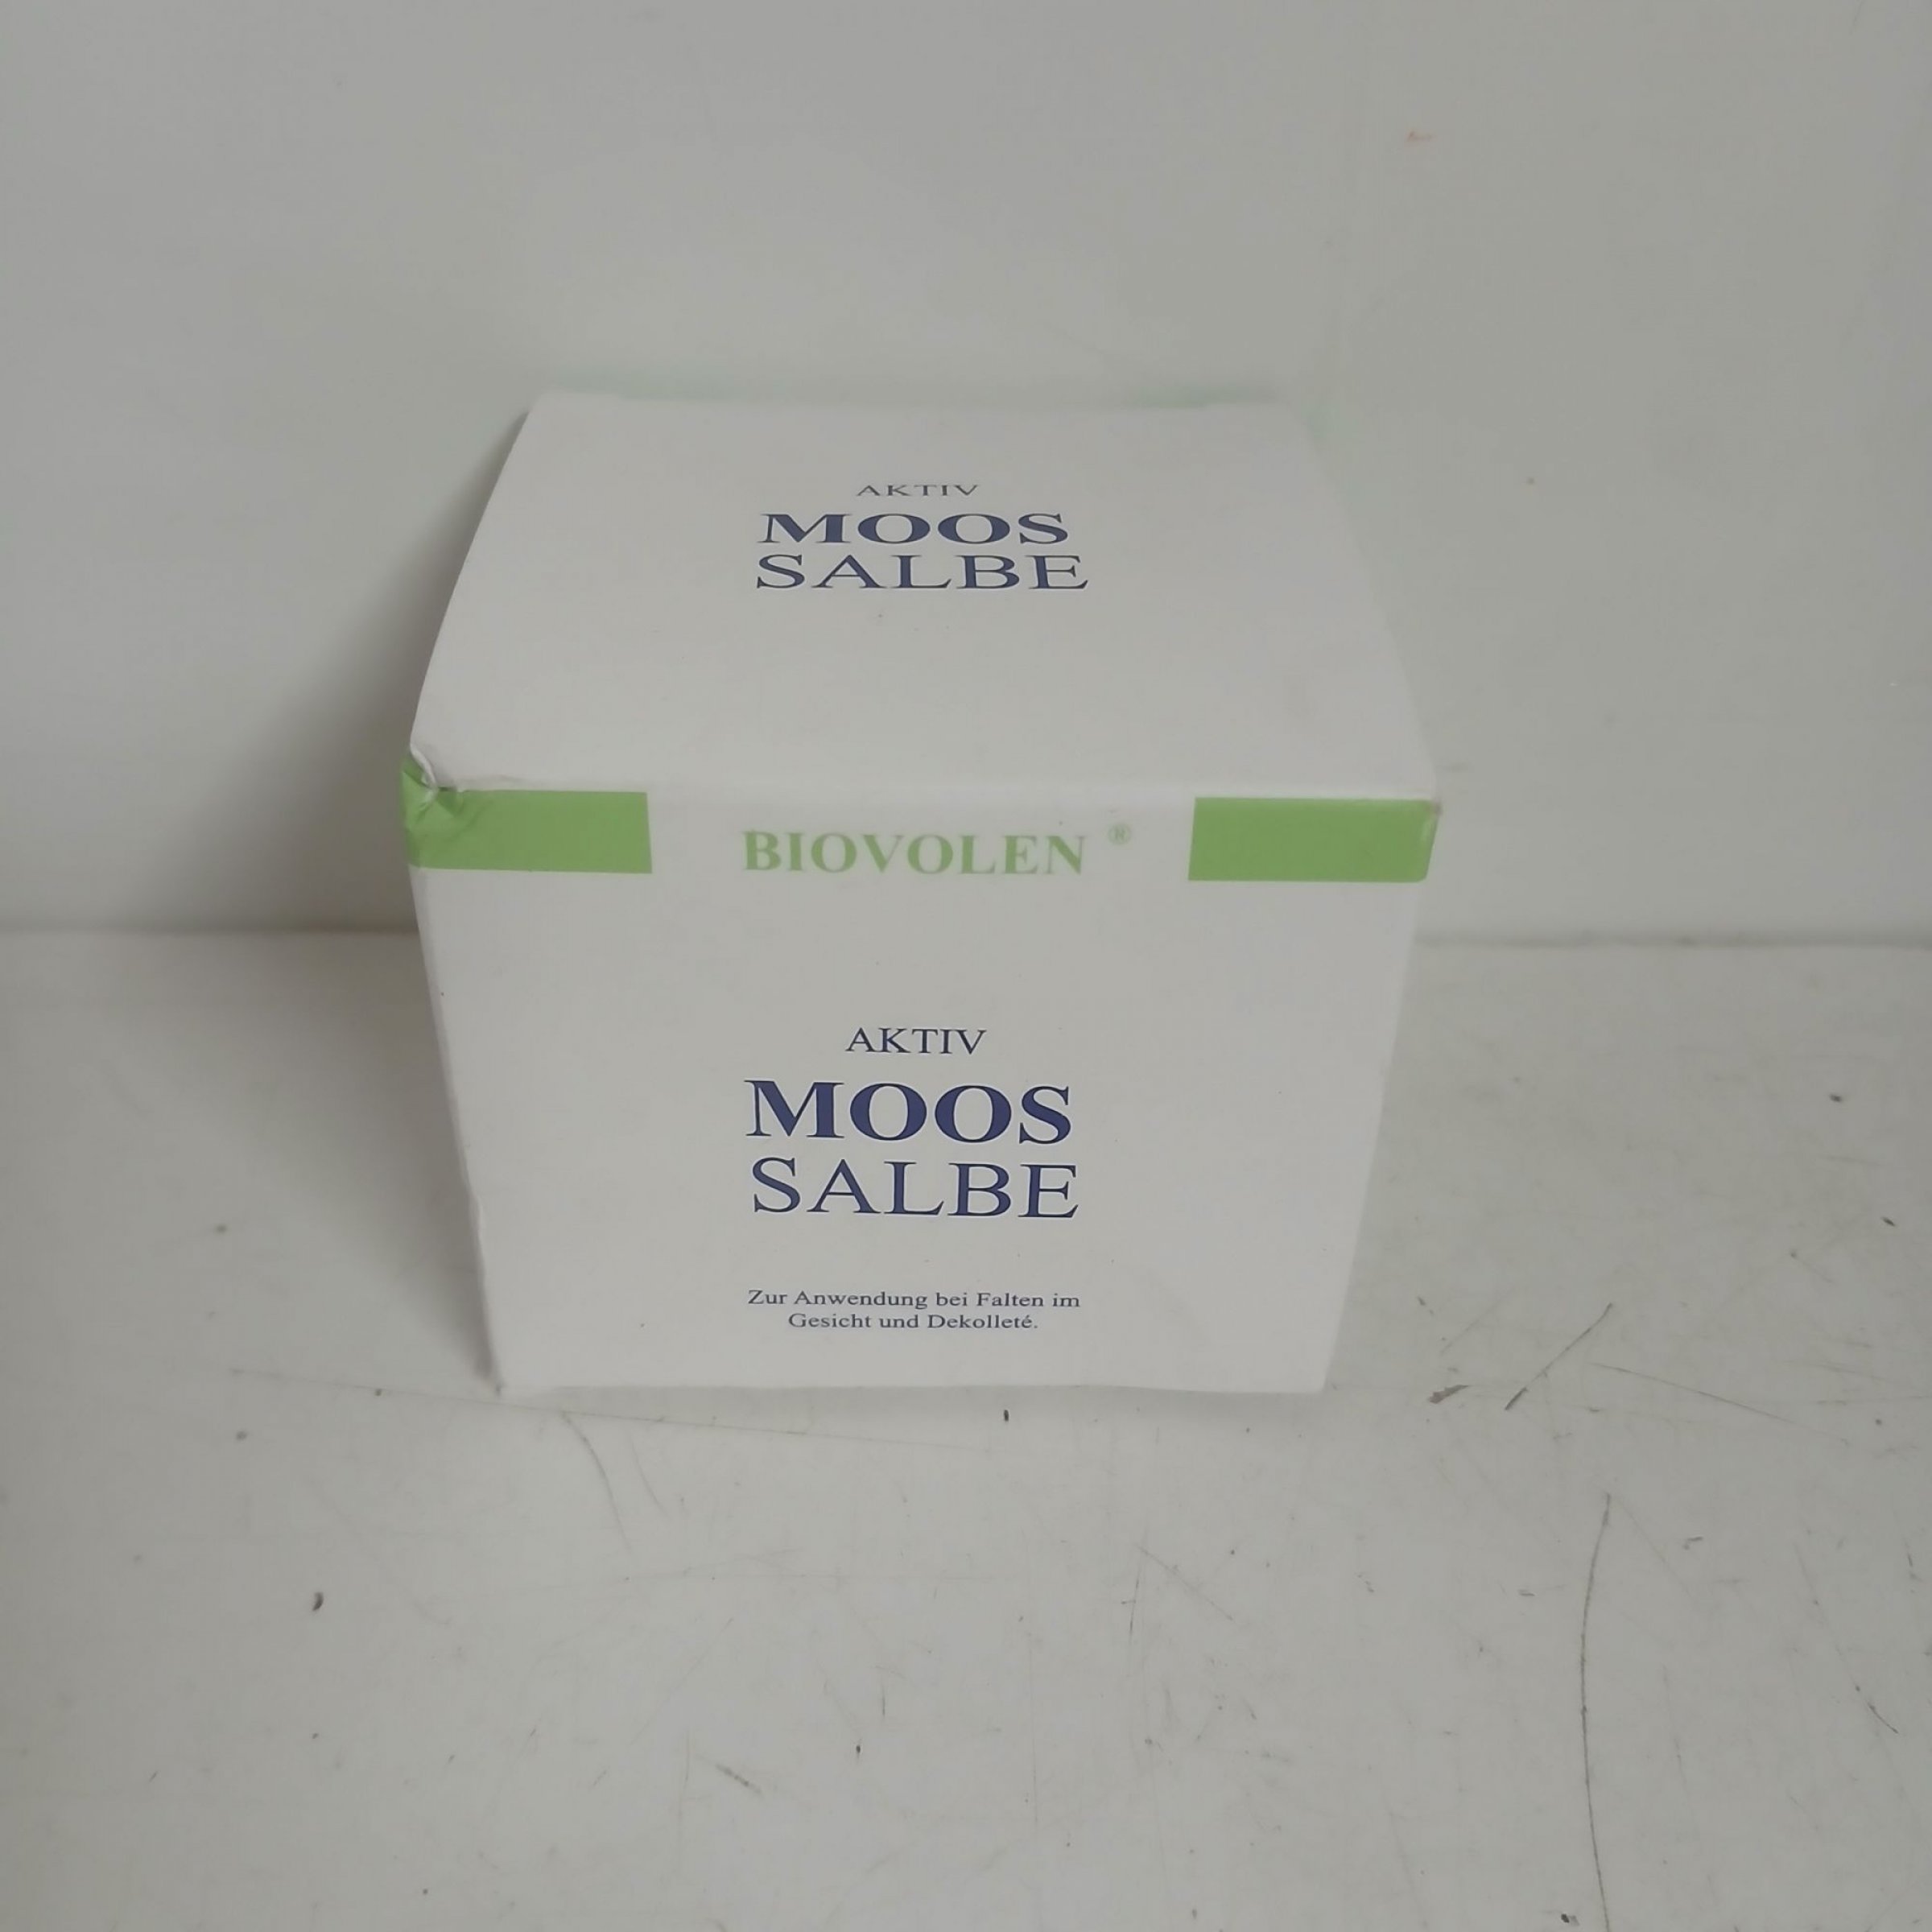 AKTIV
MOOS
SALBE
BIOVOLEN ®
AKTIV
MOOS
SALBE
Zur Anwendung bei Falten im
Gesicht und Dekolleté.